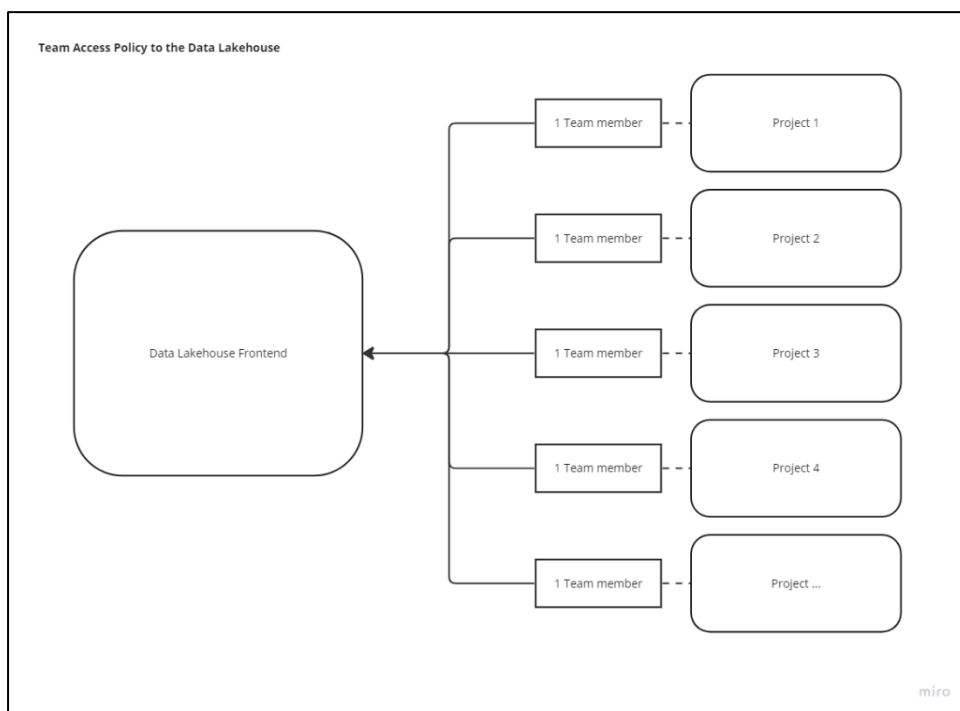 Team Access Policy to the Data Lakehouse
1 Team member
Project 1
1 Team member
Project 2
Data Lakehouse Frontend
1 Team member
Project 3
1 Team member
Project 4
1 Team member
Project ...
miro